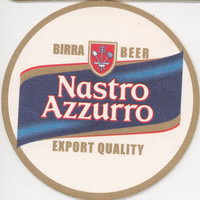 BIRRA BEER
Nastro
Azzurro
EXPORT QUALITY